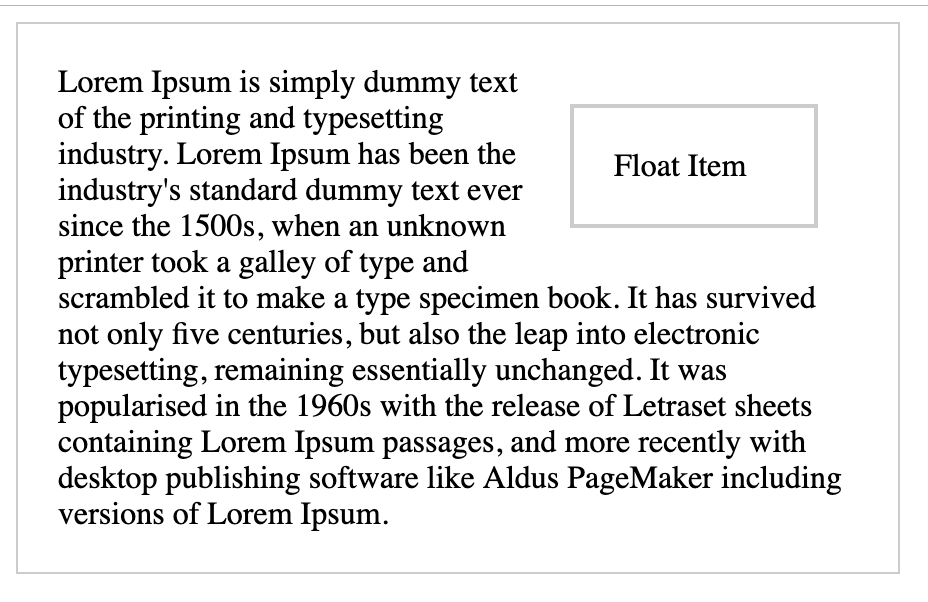 Lorem Ipsum is simply dummy text
of the printing and typesetting
industry. Lorem Ipsum has been the
industry's standard dummy text ever
since the 1500s, when an unknown
printer took a galley of type and
scrambled it to make a type specimen book. It has survived
not only five centuries, but also the leap into electronic
typesetting, remaining essentially unchanged. It was
popularised in the 1960s with the release of Letraset sheets
containing Lorem Ipsum passages, and more recently with
desktop publishing software like Aldus PageMaker including
versions of Lorem Ipsum.
Float Item